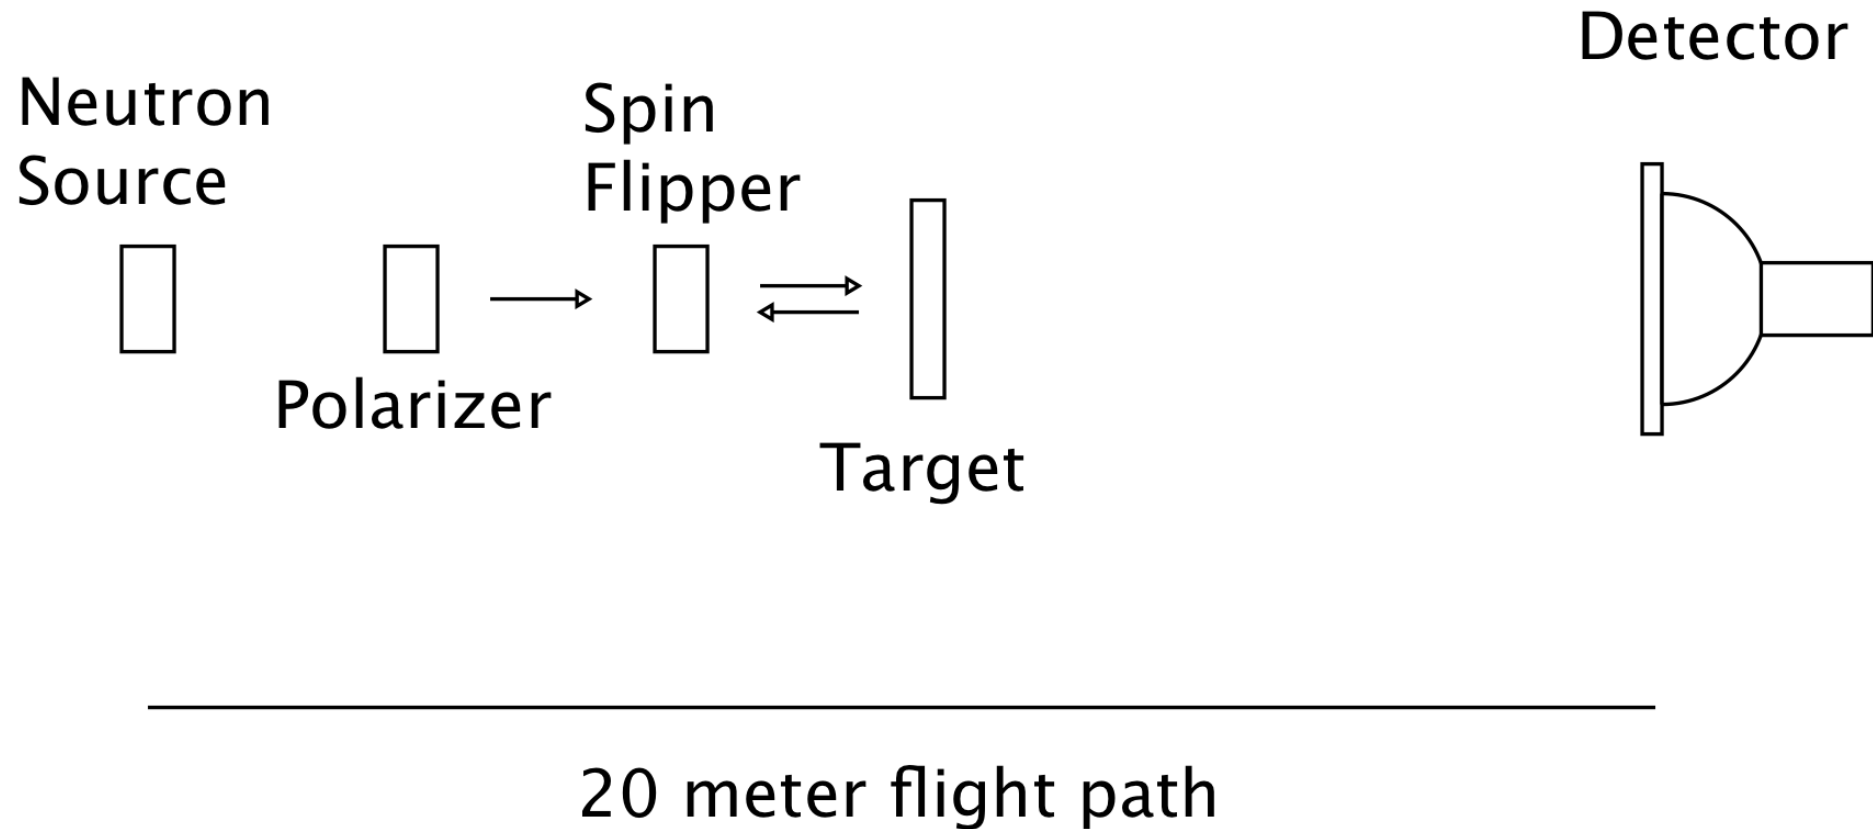 Detector
Neutron
Source
Spin
Flipper
Polarizer
Target
20 meter flight path